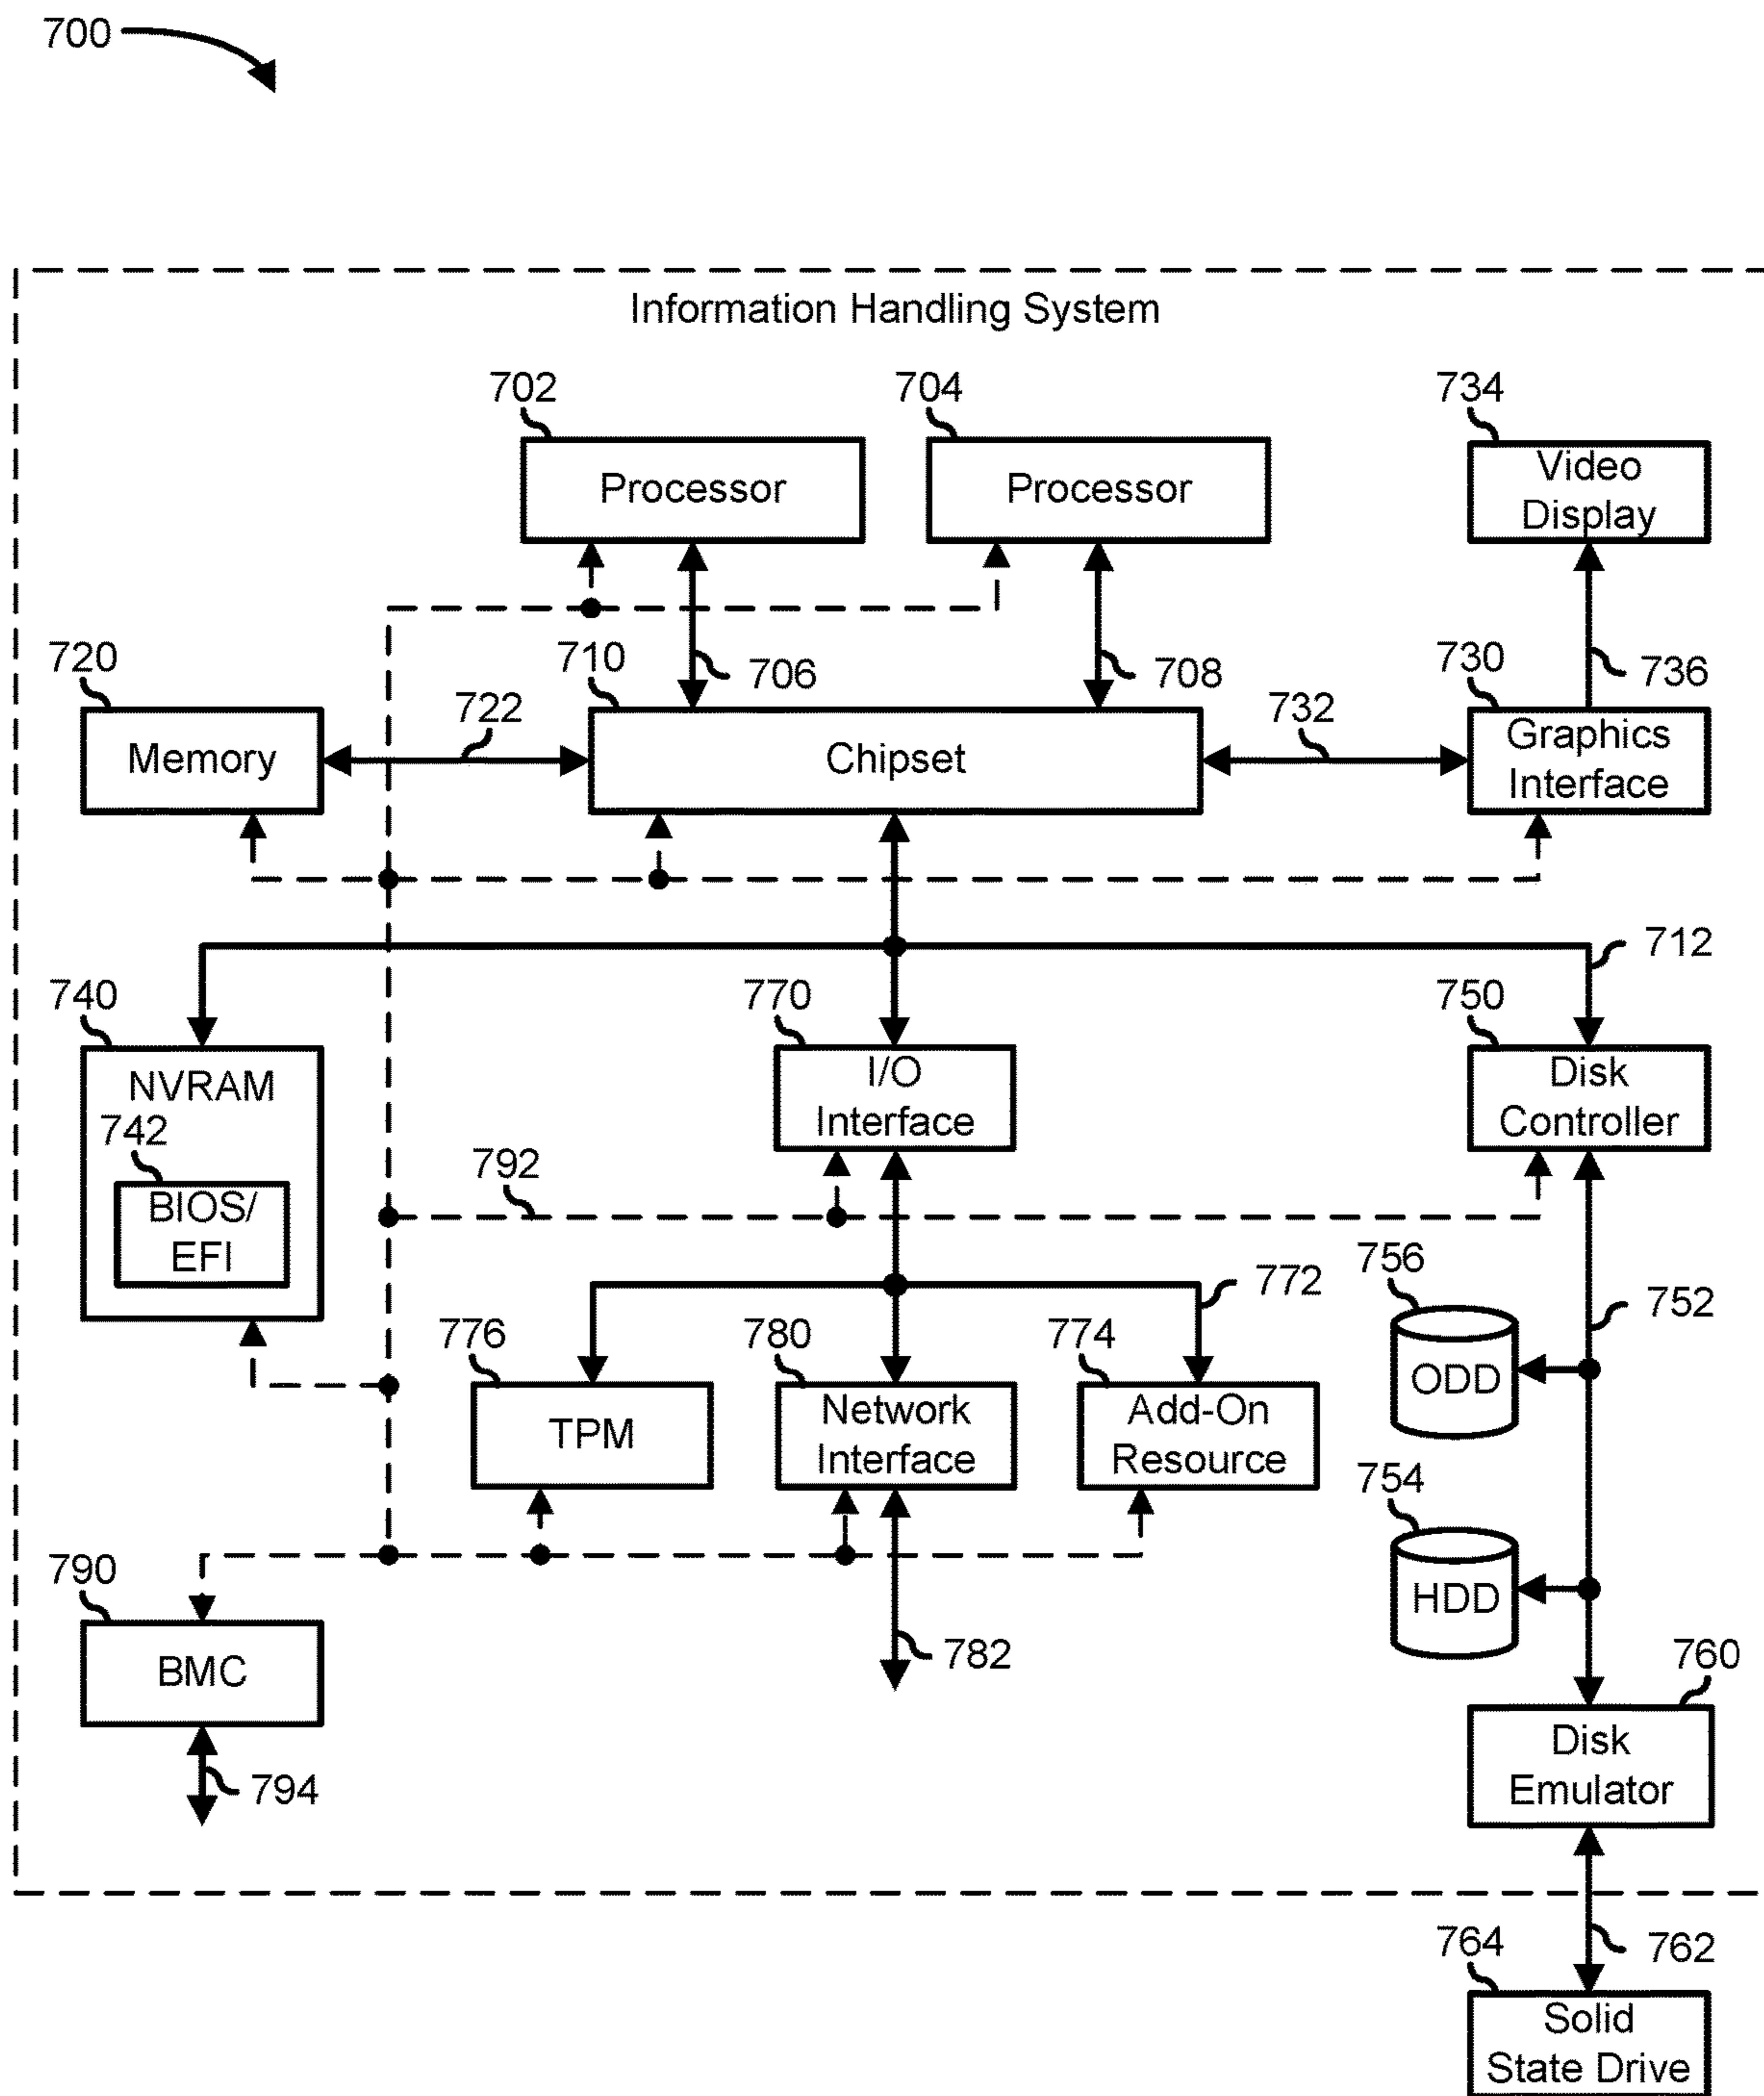 700
Information Handling System
702
704
734
Processor
Processor
Video
Display
720
710
706
708
730
736
722
732
Memory
Chipset
Graphics
Interface
712
740
770
750
NVRAM
I/O
Interface
Disk
Controller
742
BIOS/
EFI
792
756
772
752
776
780
774
ODD
TPM
Network
Interface
Add-On
Resource
754
HDD
790
782
760
BMC
Disk
Emulator
794
764
762
Solid
State Drive